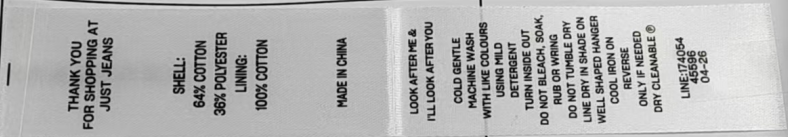 THANK YOU
FOR SHOPPING AT
JUST JEANS
SHELL:
64% COTTON
36% POLYESTER
LINING:
100% COTTON
MADE IN CHINA
LOOK AFTER ME &
I'LL LOOK AFTER YOU
COLD GENTLE
MACHINE WASH
WITH LIKE COLOURS
USING MILD
DETERGENT
TURN INSIDE OUT
DO NOT BLEACH, SOAK,
RUB OR WRING
DO NOT TUMBLE DRY
LINE DRY IN SHADE ON
WELL SHAPED HANGER
COOL IRON ON
REVERSE
ONLY IF NEEDED
DRY CLEANABLE Ⓟ
LINE:174054
45596
04-26